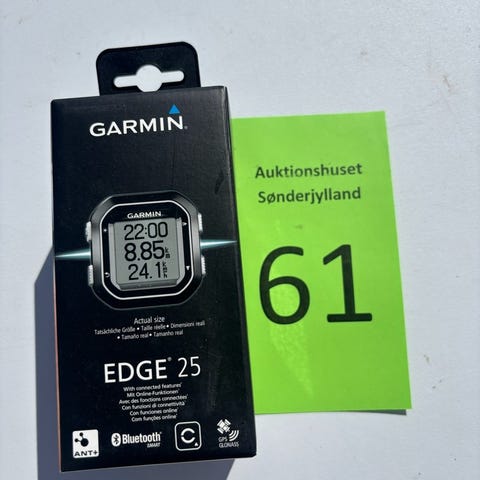 GARMIN
GARMIN
22:00
8.85
24.1
Actual size
Tatsächliche Größe • Taille réelle • Dimensioni reali
• Tamaño real • Tamanho real
EDGE® 25
With connected features
Mit Online-Funktionen
Avec des fonctions connectées
Con funzioni di connettività
Con funciones online
Com funções online
ANT+
Bluetooth®
SMART
GPS
GLONASS
Auktionshuset
Sønderjylland
61